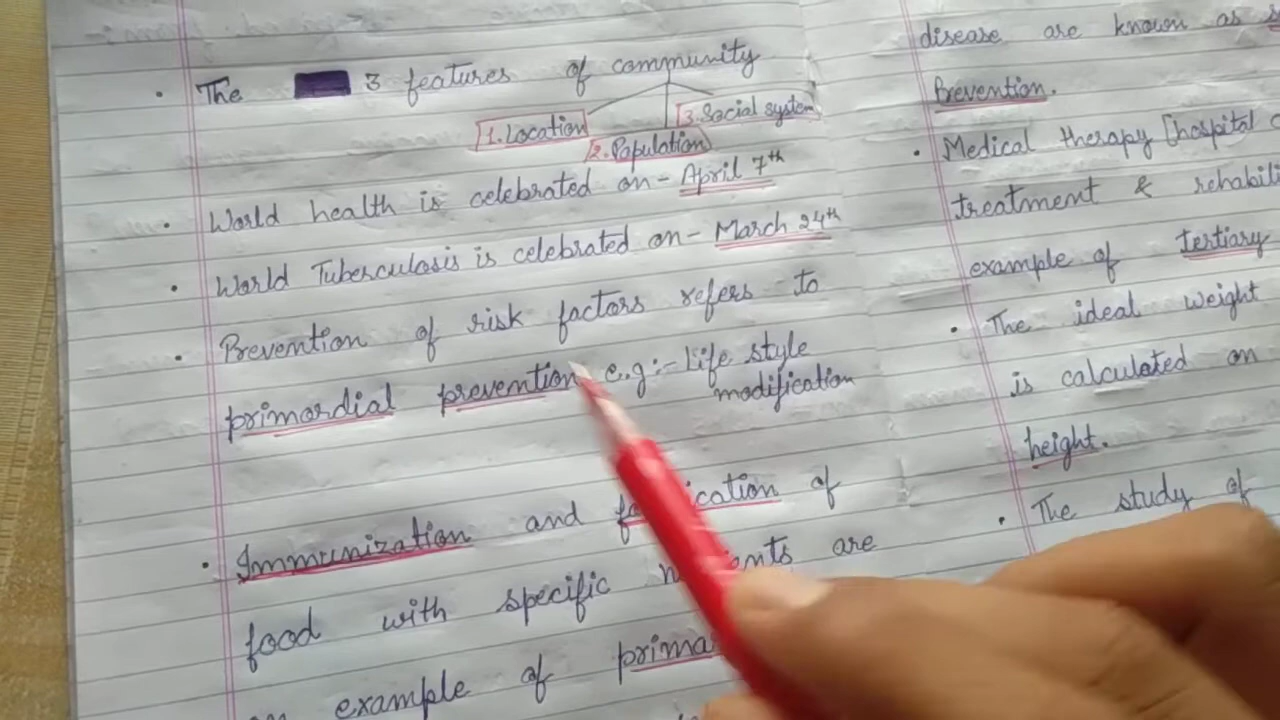 The 3 features of community
1. Location
2. Population
3. Social system
World health is celebrated on - April 7th
World Tuberculosis is celebrated on - March 24th
Prevention of risk factors refers to
primordial prevention e.g:- Life style
modification
Immunization and of
food with specific are
example of
disease are known as
Prevention.
Medical therapy [hospital
treatment &
example of tertiary
The ideal weight
is calculated on
height.
The study of